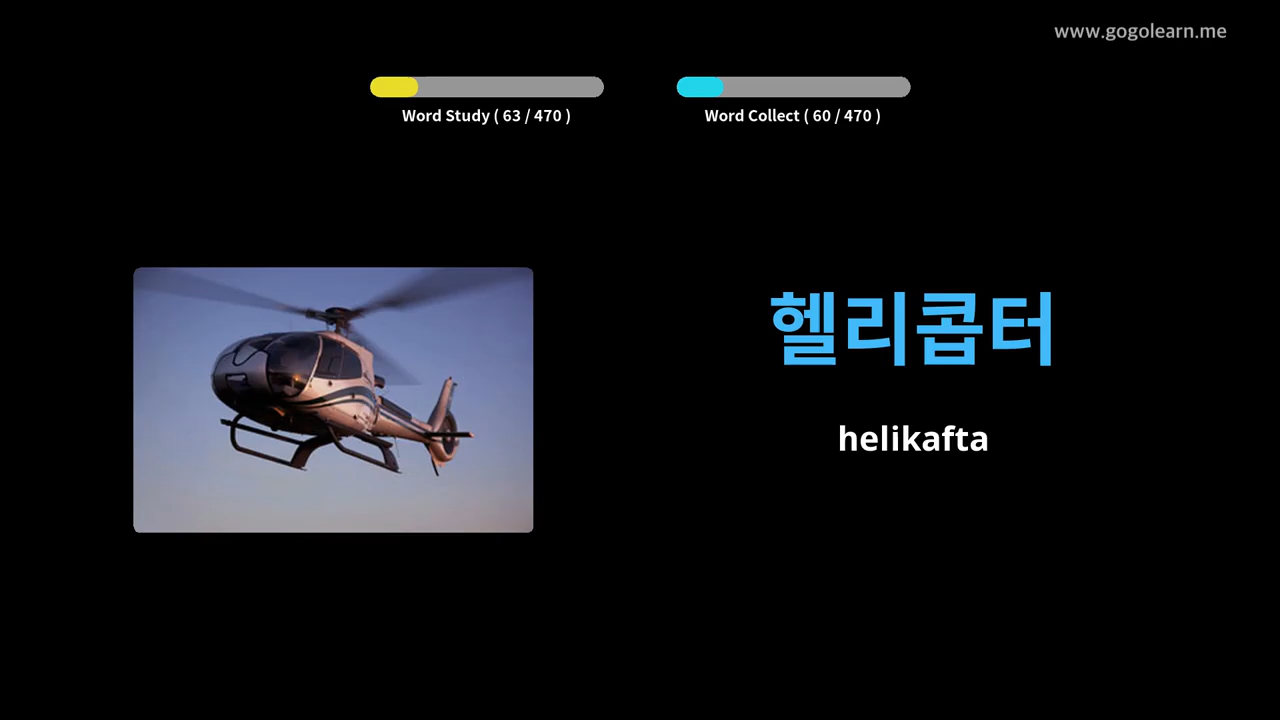 www.gogolearn.me
Word Study ( 63 / 470 )
Word Collect ( 60 / 470 )
헬리콥터
helikafta